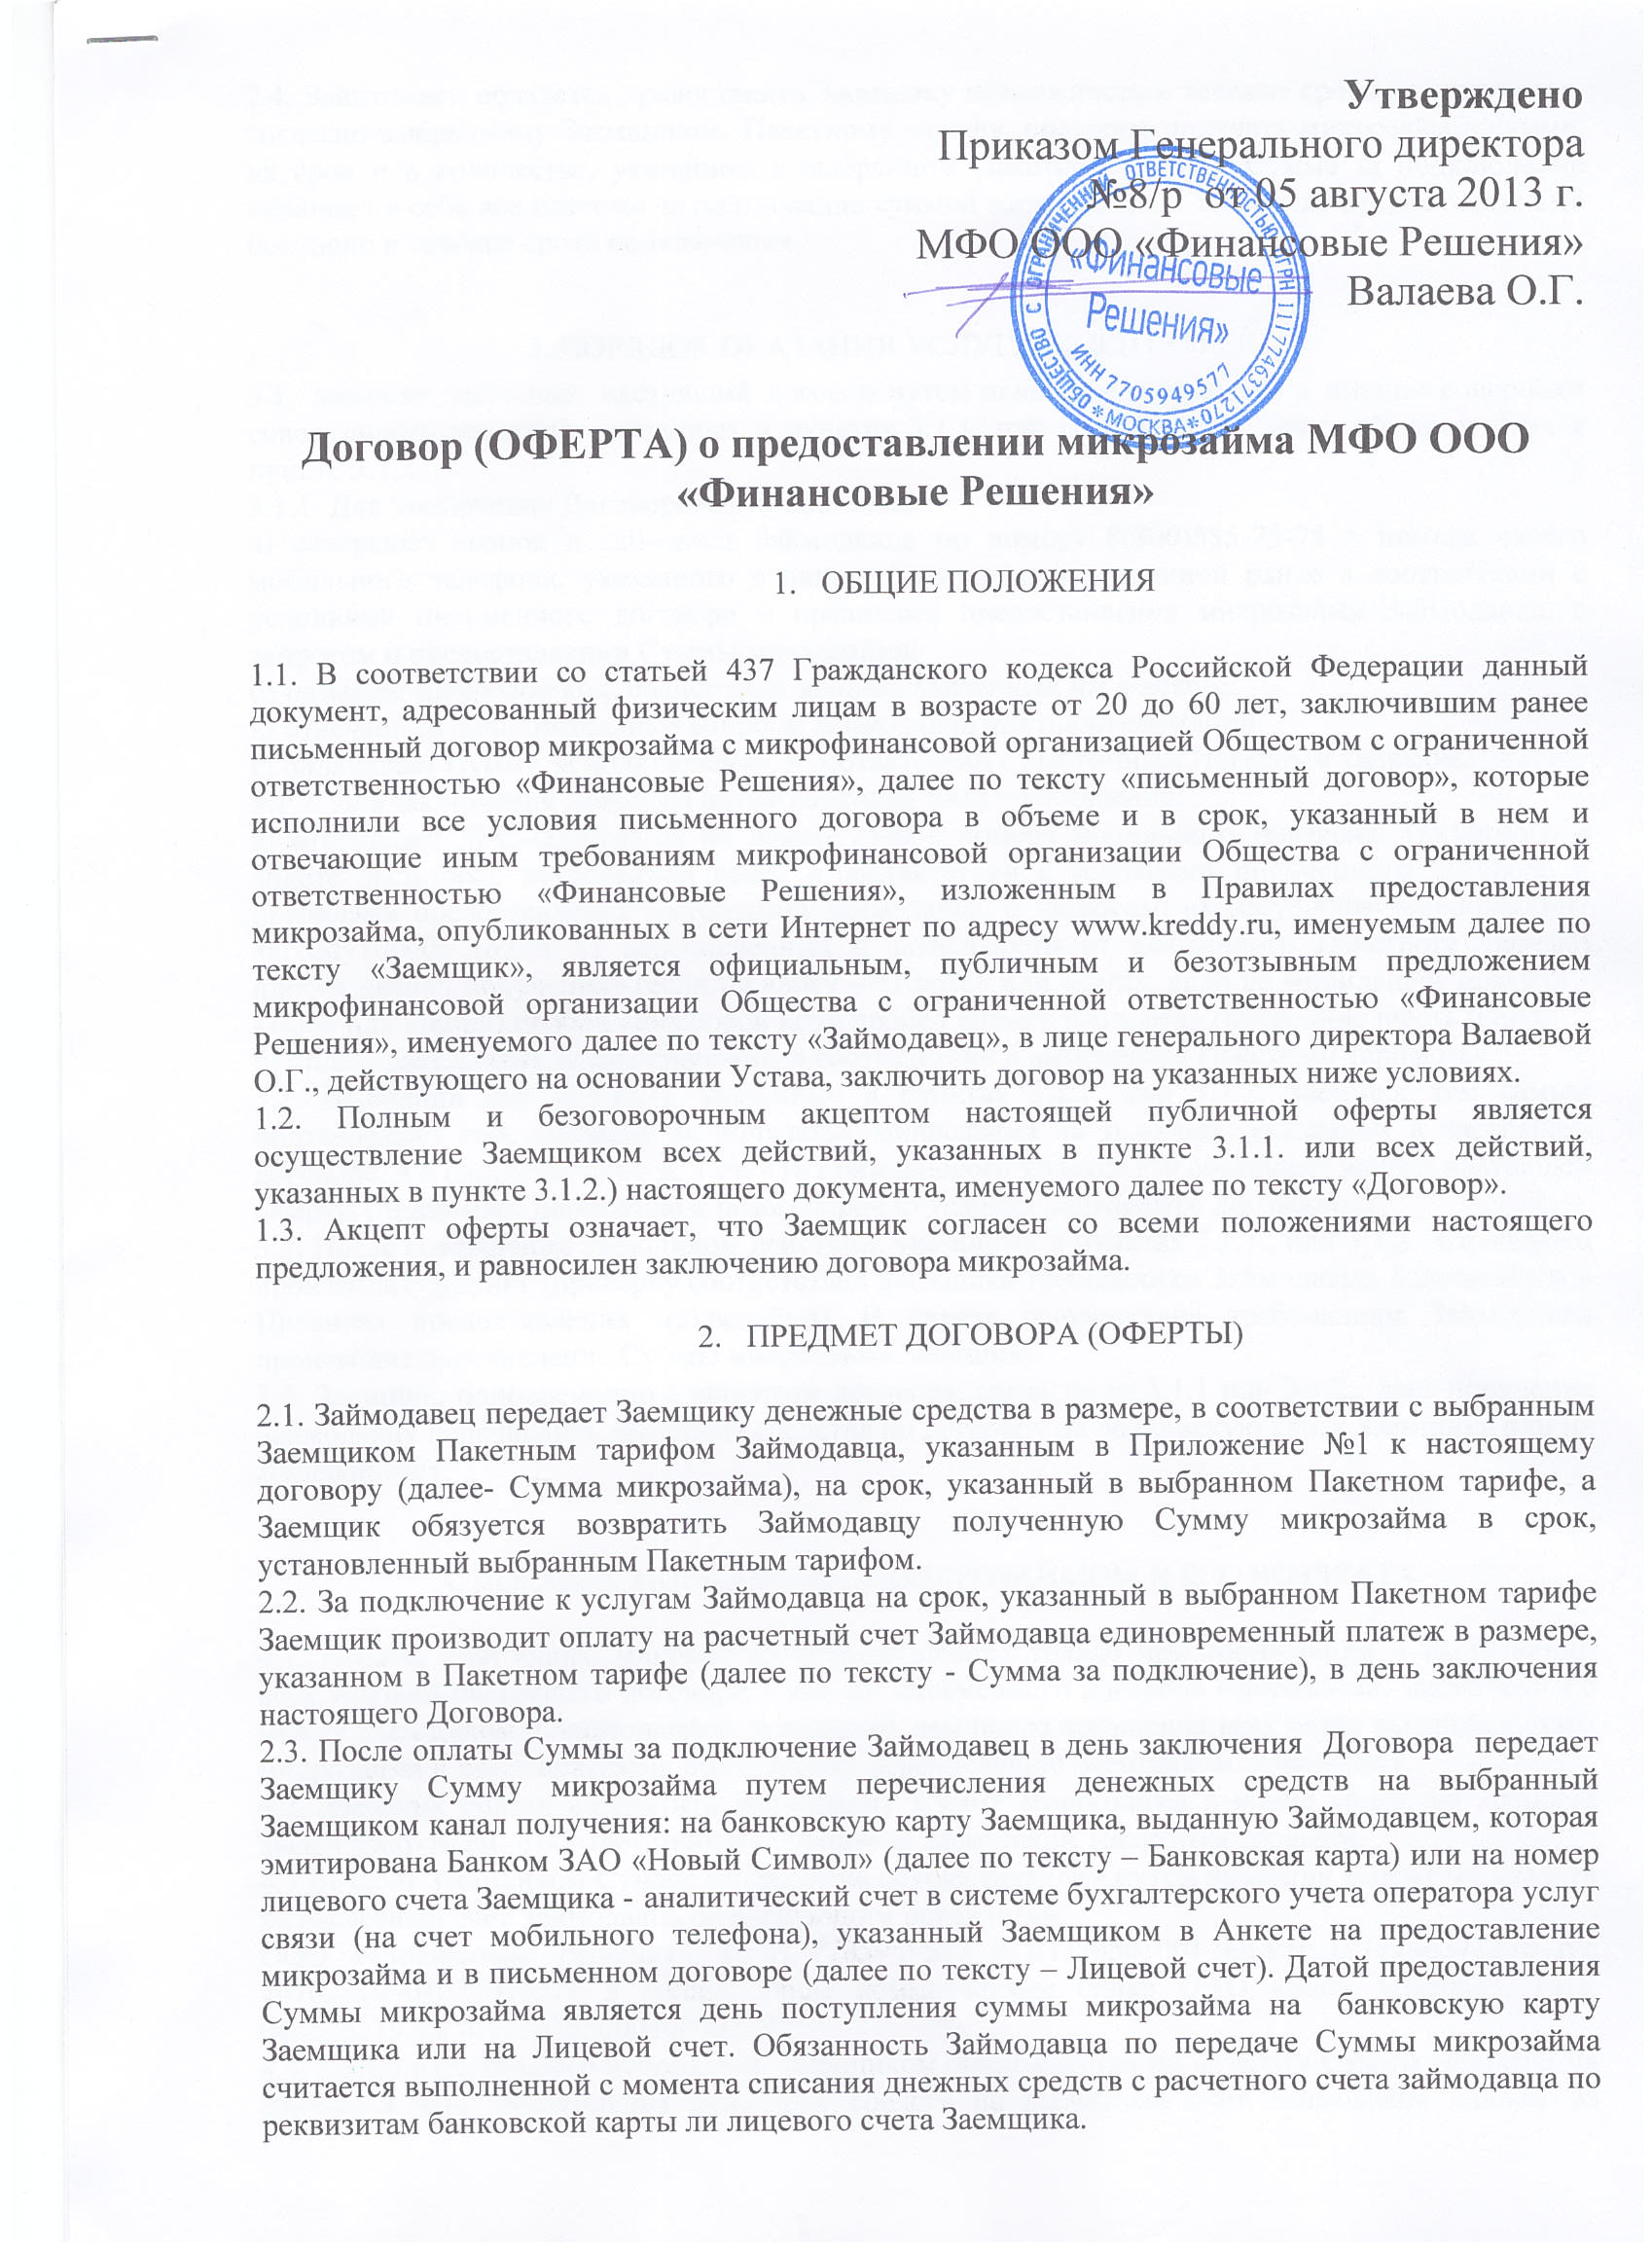 Утверждено
Приказом Генерального директора
№8/р от 05 августа 2013 г.
МФО ООО «Финансовые Решения»
Валаева О.Г.
ОБЩЕСТВО С ОГРАНИЧЕННОЙ ОТВЕТСТВЕННОСТЬЮ ОГРН 1117746371270 * МОСКВА *
«Финансовые
Решения»
ИНН 7705949577
Договор (ОФЕРТА) о предоставлении микрозайма МФО ООО
«Финансовые Решения»
1. ОБЩИЕ ПОЛОЖЕНИЯ
1.1. В соответствии со статьей 437 Гражданского кодекса Российской Федерации данный
документ, адресованный физическим лицам в возрасте от 20 до 60 лет, заключившим ранее
письменный договор микрозайма с микрофинансовой организацией Обществом с ограниченной
ответственностью «Финансовые Решения», далее по тексту «письменный договор», которые
исполнили все условия письменного договора в объеме и в срок, указанный в нем и
отвечающие иным требованиям микрофинансовой организации Общества с ограниченной
ответственностью «Финансовые Решения», изложенным в Правилах предоставления
микрозайма, опубликованных в сети Интернет по адресу www.kreddy.ru, именуемым далее по
тексту «Заемщик», является официальным, публичным и безотзывным предложением
микрофинансовой организации Общества с ограниченной ответственностью «Финансовые
Решения», именуемого далее по тексту «Займодавец», в лице генерального директора Валаевой
О.Г., действующего на основании Устава, заключить договор на указанных ниже условиях.
1.2. Полным и безоговорочным акцептом настоящей публичной оферты является
осуществление Заемщиком всех действий, указанных в пункте 3.1.1. или всех действий,
указанных в пункте 3.1.2.) настоящего документа, именуемого далее по тексту «Договор».
1.3. Акцепт оферты означает, что Заемщик согласен со всеми положениями настоящего
предложения, и равносилен заключению договора микрозайма.
2. ПРЕДМЕТ ДОГОВОРА (ОФЕРТЫ)
2.1. Займодавец передает Заемщику денежные средства в размере, в соответствии с выбранным
Заемщиком Пакетным тарифом Займодавца, указанным в Приложение №1 к настоящему
договору (далее- Сумма микрозайма), на срок, указанный в выбранном Пакетном тарифе, а
Заемщик обязуется возвратить Займодавцу полученную Сумму микрозайма в срок,
установленный выбранным Пакетным тарифом.
2.2. За подключение к услугам Займодавца на срок, указанный в выбранном Пакетном тарифе
Заемщик производит оплату на расчетный счет Займодавца единовременный платеж в размере,
указанном в Пакетном тарифе (далее по тексту - Сумма за подключение), в день заключения
настоящего Договора.
2.3. После оплаты Суммы за подключение Займодавец в день заключения Договора передает
Заемщику Сумму микрозайма путем перечисления денежных средств на выбранный
Заемщиком канал получения: на банковскую карту Заемщика, выданную Займодавцем, которая
эмитирована Банком ЗАО «Новый Символ» (далее по тексту – Банковская карта) или на номер
лицевого счета Заемщика - аналитический счет в системе бухгалтерского учета оператора услуг
связи (на счет мобильного телефона), указанный Заемщиком в Анкете на предоставление
микрозайма и в письменном договоре (далее по тексту – Лицевой счет). Датой предоставления
Суммы микрозайма является день поступления суммы микрозайма на банковскую карту
Заемщика или на Лицевой счет. Обязанность Займодавца по передаче Суммы микрозайма
считается выполненной с момента списания днежных средств с расчетного счета займодавца по
реквизитам банковской карты ли лицевого счета Заемщика.